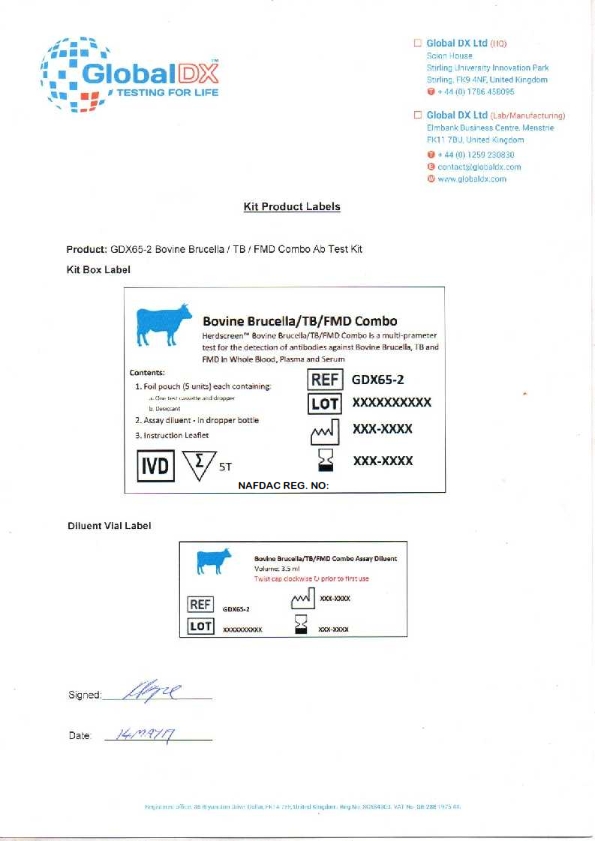 GlobalDX™
TESTING FOR LIFE
Global DX Ltd (HQ)
Scion House
Stirling University Innovation Park
Stirling, FK9 4NF, United Kingdom
+ 44 (0) 1786 458095
Global DX Ltd (Lab/Manufacturing)
Elmbank Business Centre, Menstrie
FK11 7BU, United Kingdom
+ 44 (0) 1259 230830
contact@globaldx.com
www.globaldx.com
Kit Product Labels
Product: GDX65-2 Bovine Brucella / TB / FMD Combo Ab Test Kit
Kit Box Label
Bovine Brucella/TB/FMD Combo
Herdscreen™ Bovine Brucella/TB/FMD Combo is a multi-prameter
test for the detection of antibodies against Bovine Brucella, TB and
FMD in Whole Blood, Plasma and Serum
Contents:
1. Foil pouch (5 units) each containing:
a. One test cassette and dropper
b. Desiccant
2. Assay diluent - in dropper bottle
3. Instruction Leaflet
REF GDX65-2
LOT XXXXXXXXXX
XXX-XXXX
XXX-XXXX
IVD Σ 5T
NAFDAC REG. NO:
Diluent Vial Label
Bovine Brucella/TB/FMD Combo Assay Diluent
Volume: 3.5 ml
Twist cap clockwise ↻ prior to first use
REF GDX65-2
XXX-XXXX
LOT XXXXXXXXXX
XXX-XXXX
Signed:
Date: 14MAY19